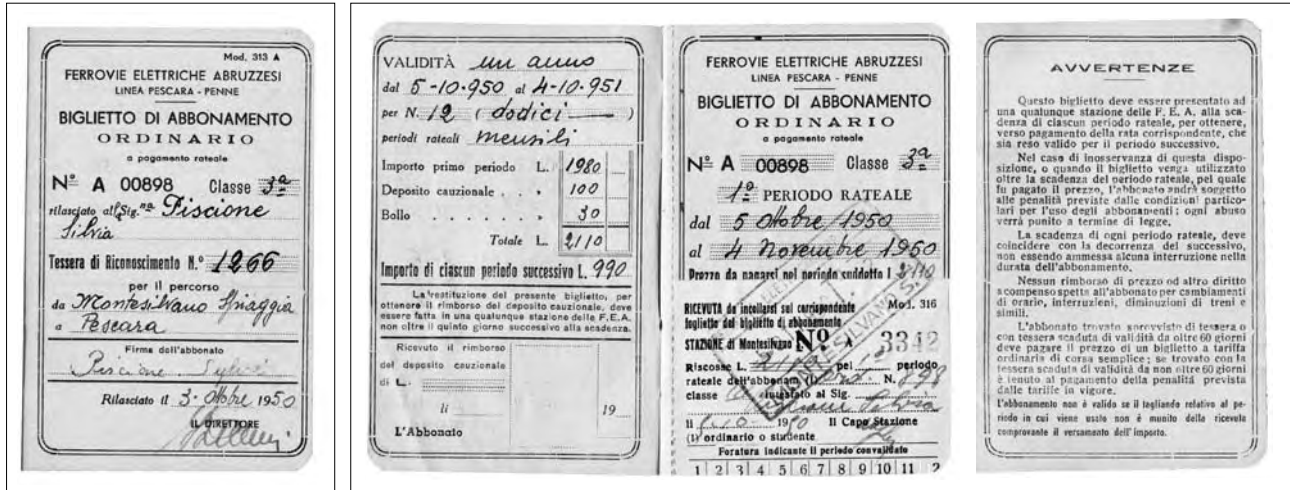 Mod. 313 A
FERROVIE ELETTRICHE ABRUZZESI
LINEA PESCARA - PENNE
BIGLIETTO DI ABBONAMENTO
ORDINARIO
a pagamento rateale
Nº A 00898 Classe 3ª
rilasciato all Sig.na Piscione
Silvia
Tessera di Riconoscimento N.º 1266
per il percorso
da Montesilvano Spiaggia
a Pescara
Firma dell'abbonato
Piscione Sylvia
Rilasciato il 3 - Ottobre 1950
IL DIRETTORE
VALIDITÀ un anno
dal 5-10-950 al 4-10-951
per N. 12 (dodici)
periodi rateali mensili
Importo primo periodo L. 1980
Deposito cauzionale . . » 100
Bollo . . . . . . » 30
Totale L. 2110
Importo di ciascun periodo successivo L. 990
La restituzione del presente biglietto, per
ottenere il rimborso del deposito cauzionale, deve
essere fatta in una qualunque stazione delle F.E.A.
non oltre il quinto giorno successivo alla scadenza.
Ricevuto il rimborso
del deposito cauzionale
di L.
li 19
L'Abbonato
FERROVIE ELETTRICHE ABRUZZESI
LINEA PESCARA - PENNE
BIGLIETTO DI ABBONAMENTO
ORDINARIO
a pagamento rateale
Nº A 00898 Classe 3ª
1º PERIODO RATEALE
dal 5 Ottobre 1950
al 4 Novembre 1950
Prezzo da pagarsi nel periodo suddetto L 2110
RICEVUTA da incollarsi sul corrispondente Mod. 316
foglietto del biglietto di abbonamento
STAZIONE di Montesilvano Nº A 3342
Riscosse L. pel periodo
rateale dell'abbonam (1) N. 898
classe intestato al Sig.
Il 19 0 Il Capo Stazione
(1) ordinario o studente
Foratura indicante il periodo convalidato
1 2 3 4 5 6 7 8 9 10 11 2
AVVERTENZE
Questo biglietto deve essere presentato ad
una qualunque stazione delle F. E. A. alla sca-
denza di ciascun periodo rateale, per ottenere,
verso pagamento della rata corrispondente, che
sia reso valido per il periodo successivo.
Nel caso di inosservanza di questa dispo-
sizione, o quando il biglietto venga utilizzato
oltre la scadenza del periodo rateale, pel quale
fu pagato il prezzo, l'abbonato andrà soggetto
alle penalità previste dalle condizioni partico-
lari per l'uso degli abbonamenti; ogni abuso
verrà punito a termine di legge.
La scadenza di ogni periodo rateale, deve
coincidere con la decorrenza del successivo,
non essendo ammessa alcuna interruzione nella
durata dell'abbonamento.
Nessun rimborso di prezzo od altro diritto
a compenso spetta all'abbonato per cambiamenti
di orario, interruzioni, diminuzioni di treni e
simili.
L'abbonato trovato sprovvisto di tessera o
con tessera scaduta di validità da oltre 60 giorni
deve pagare il prezzo di un biglietto a tariffa
ordinaria di corsa semplice; se trovato con la
tessera scaduta di validità da non oltre 60 giorni
è tenuto al pagamento della penalità prevista
dalle tariffe in vigore.
L'abbonamento non è valido se il tagliando relativo al pe-
riodo in cui viene usato non è munito della ricevuta
comprovante il versamento dell'importo.